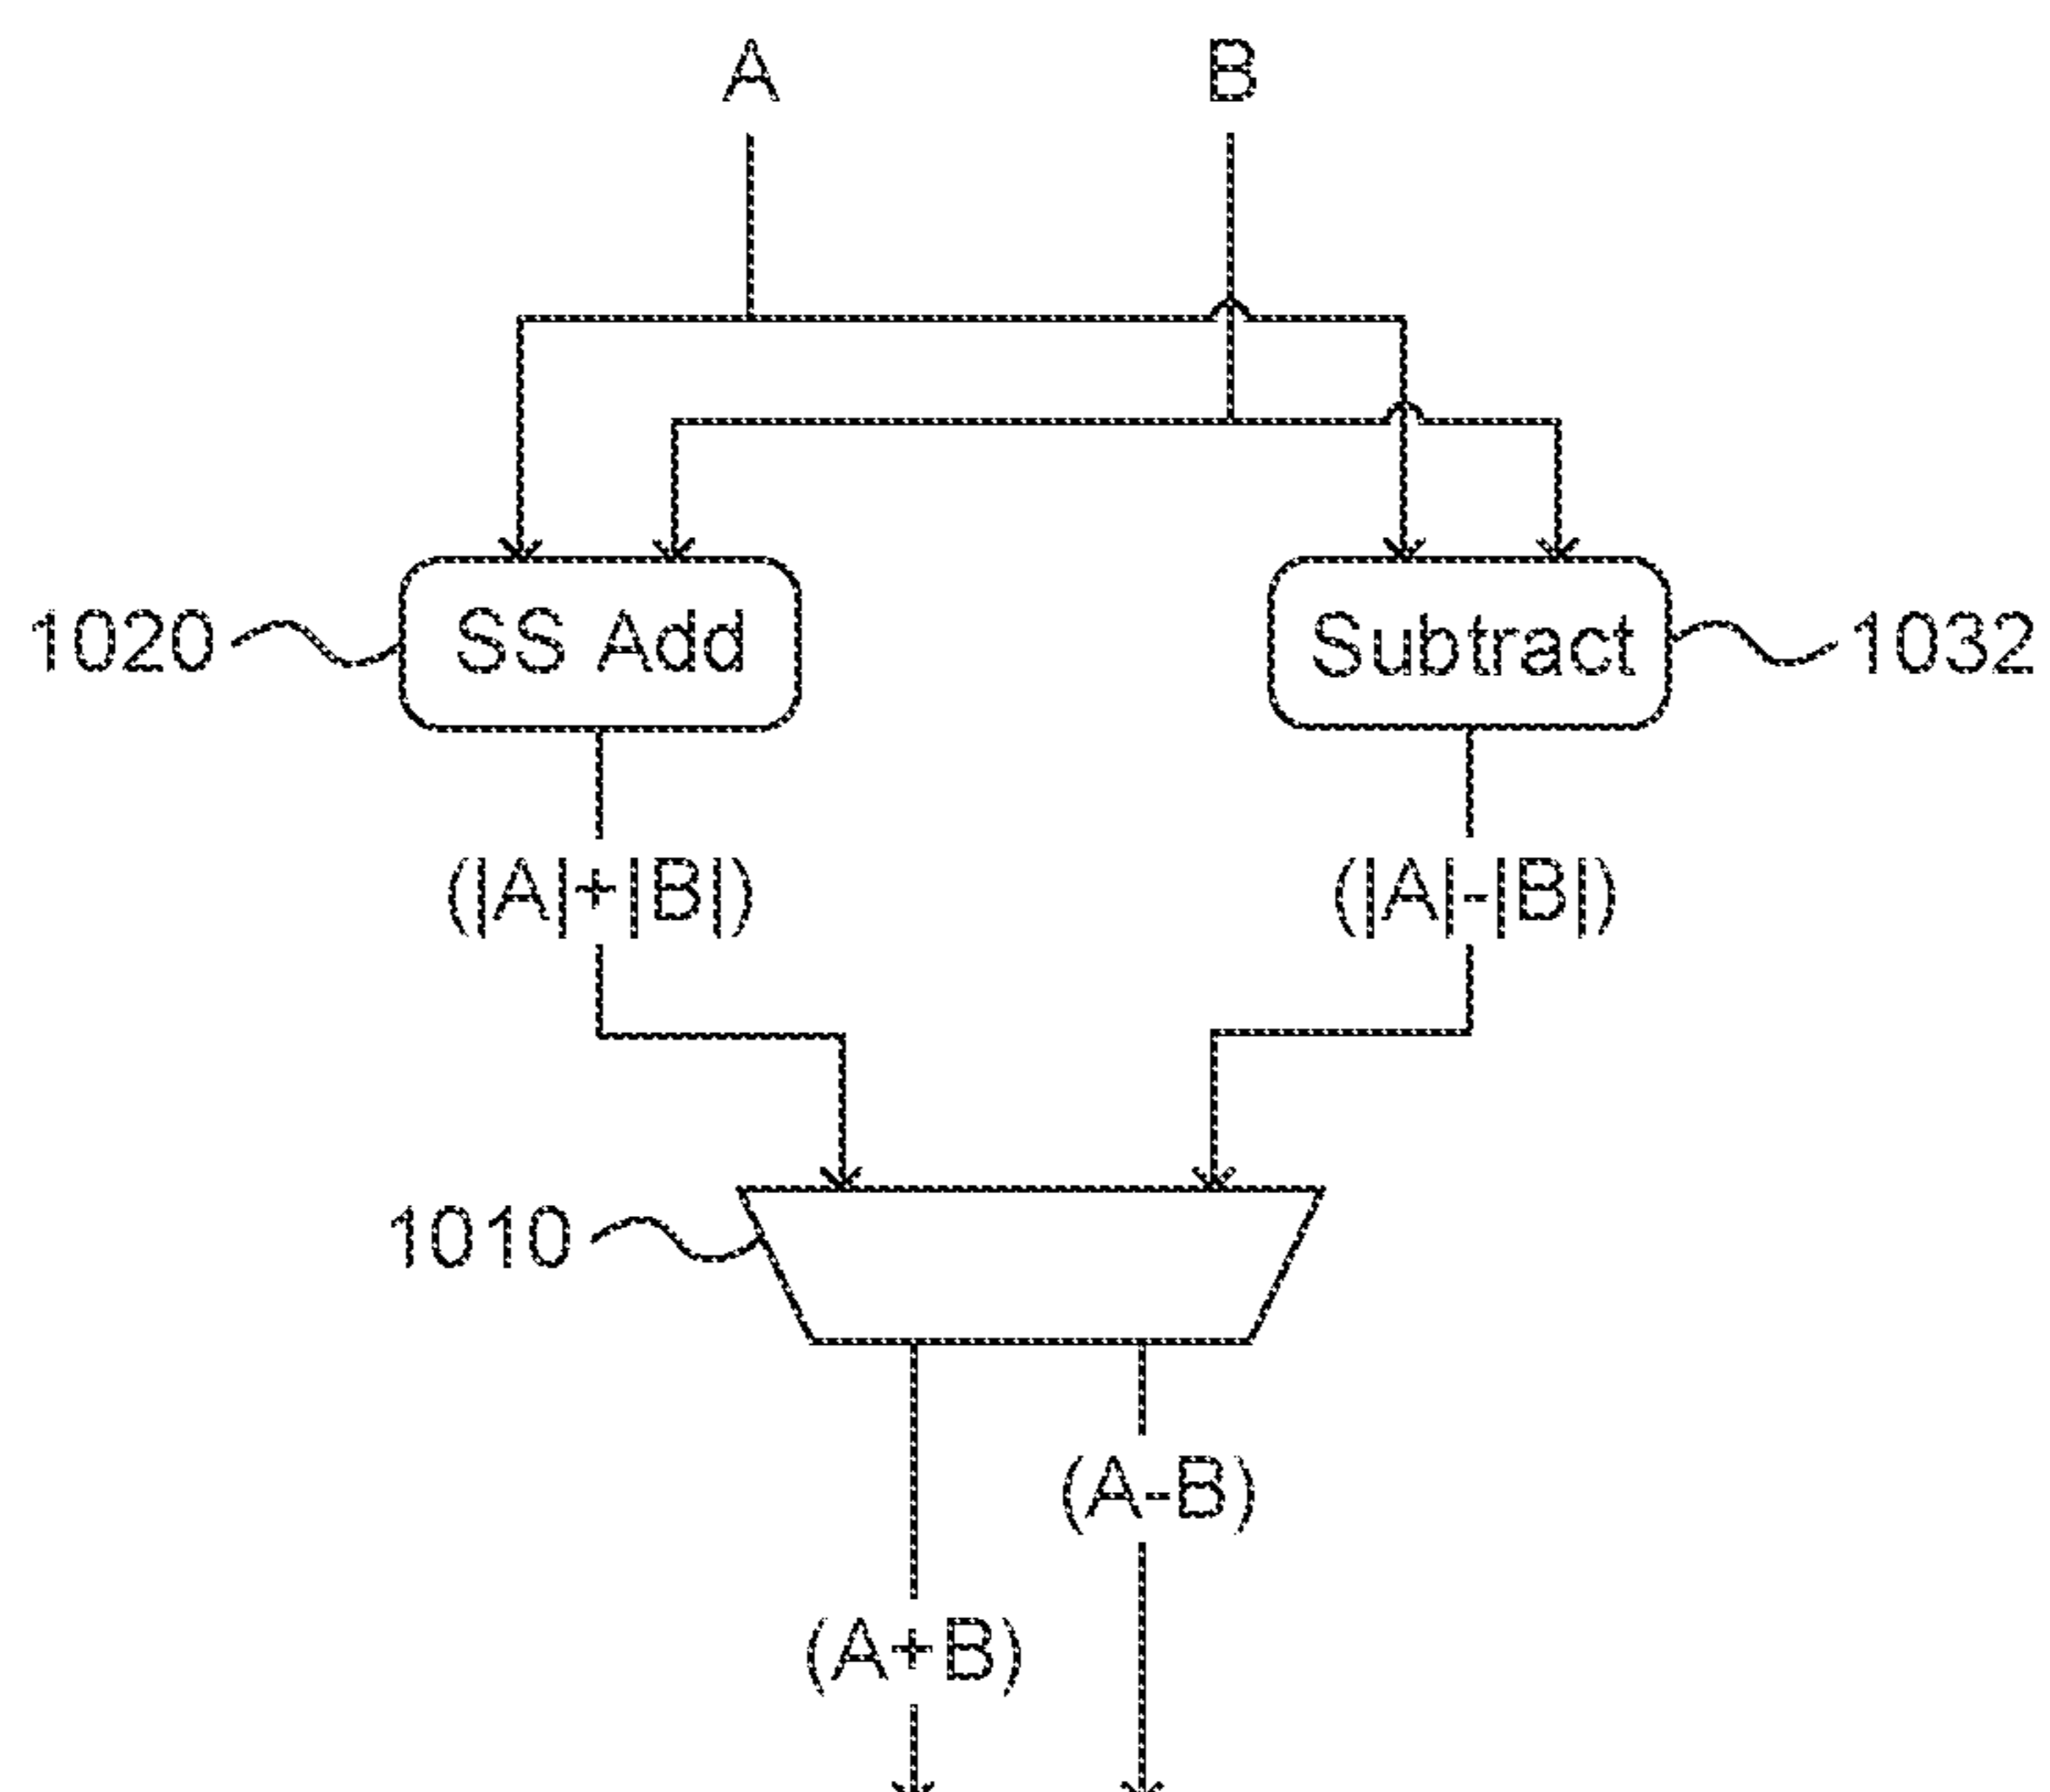 A B
1020 SS Add Subtract 1032
(|A|+|B|) (|A|-|B|)
1010
(A-B)
(A+B)